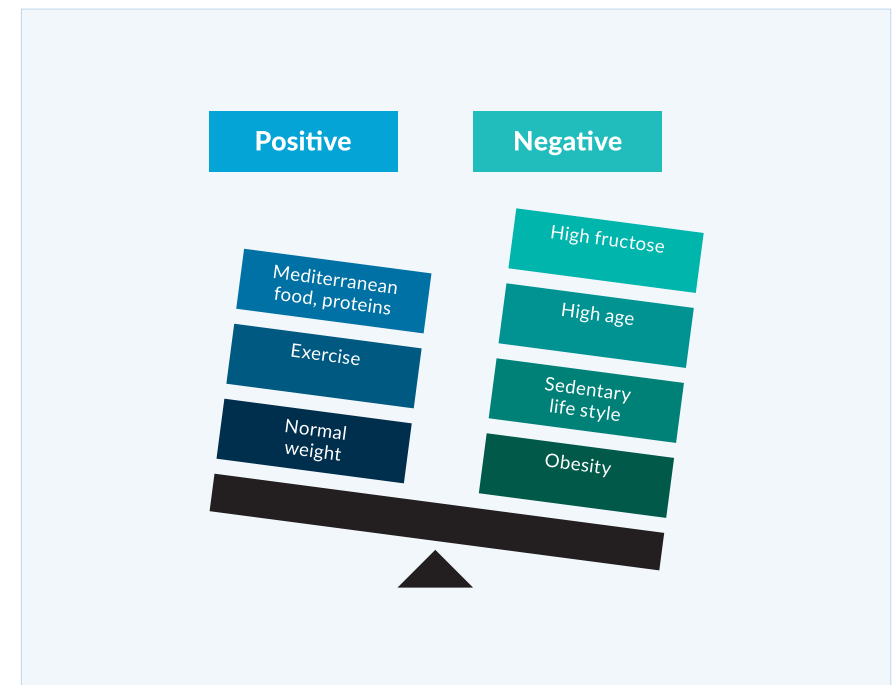 Positive
Negative
Mediterranean
food, proteins
Exercise
Normal
weight
High fructose
High age
Sedentary
life style
Obesity